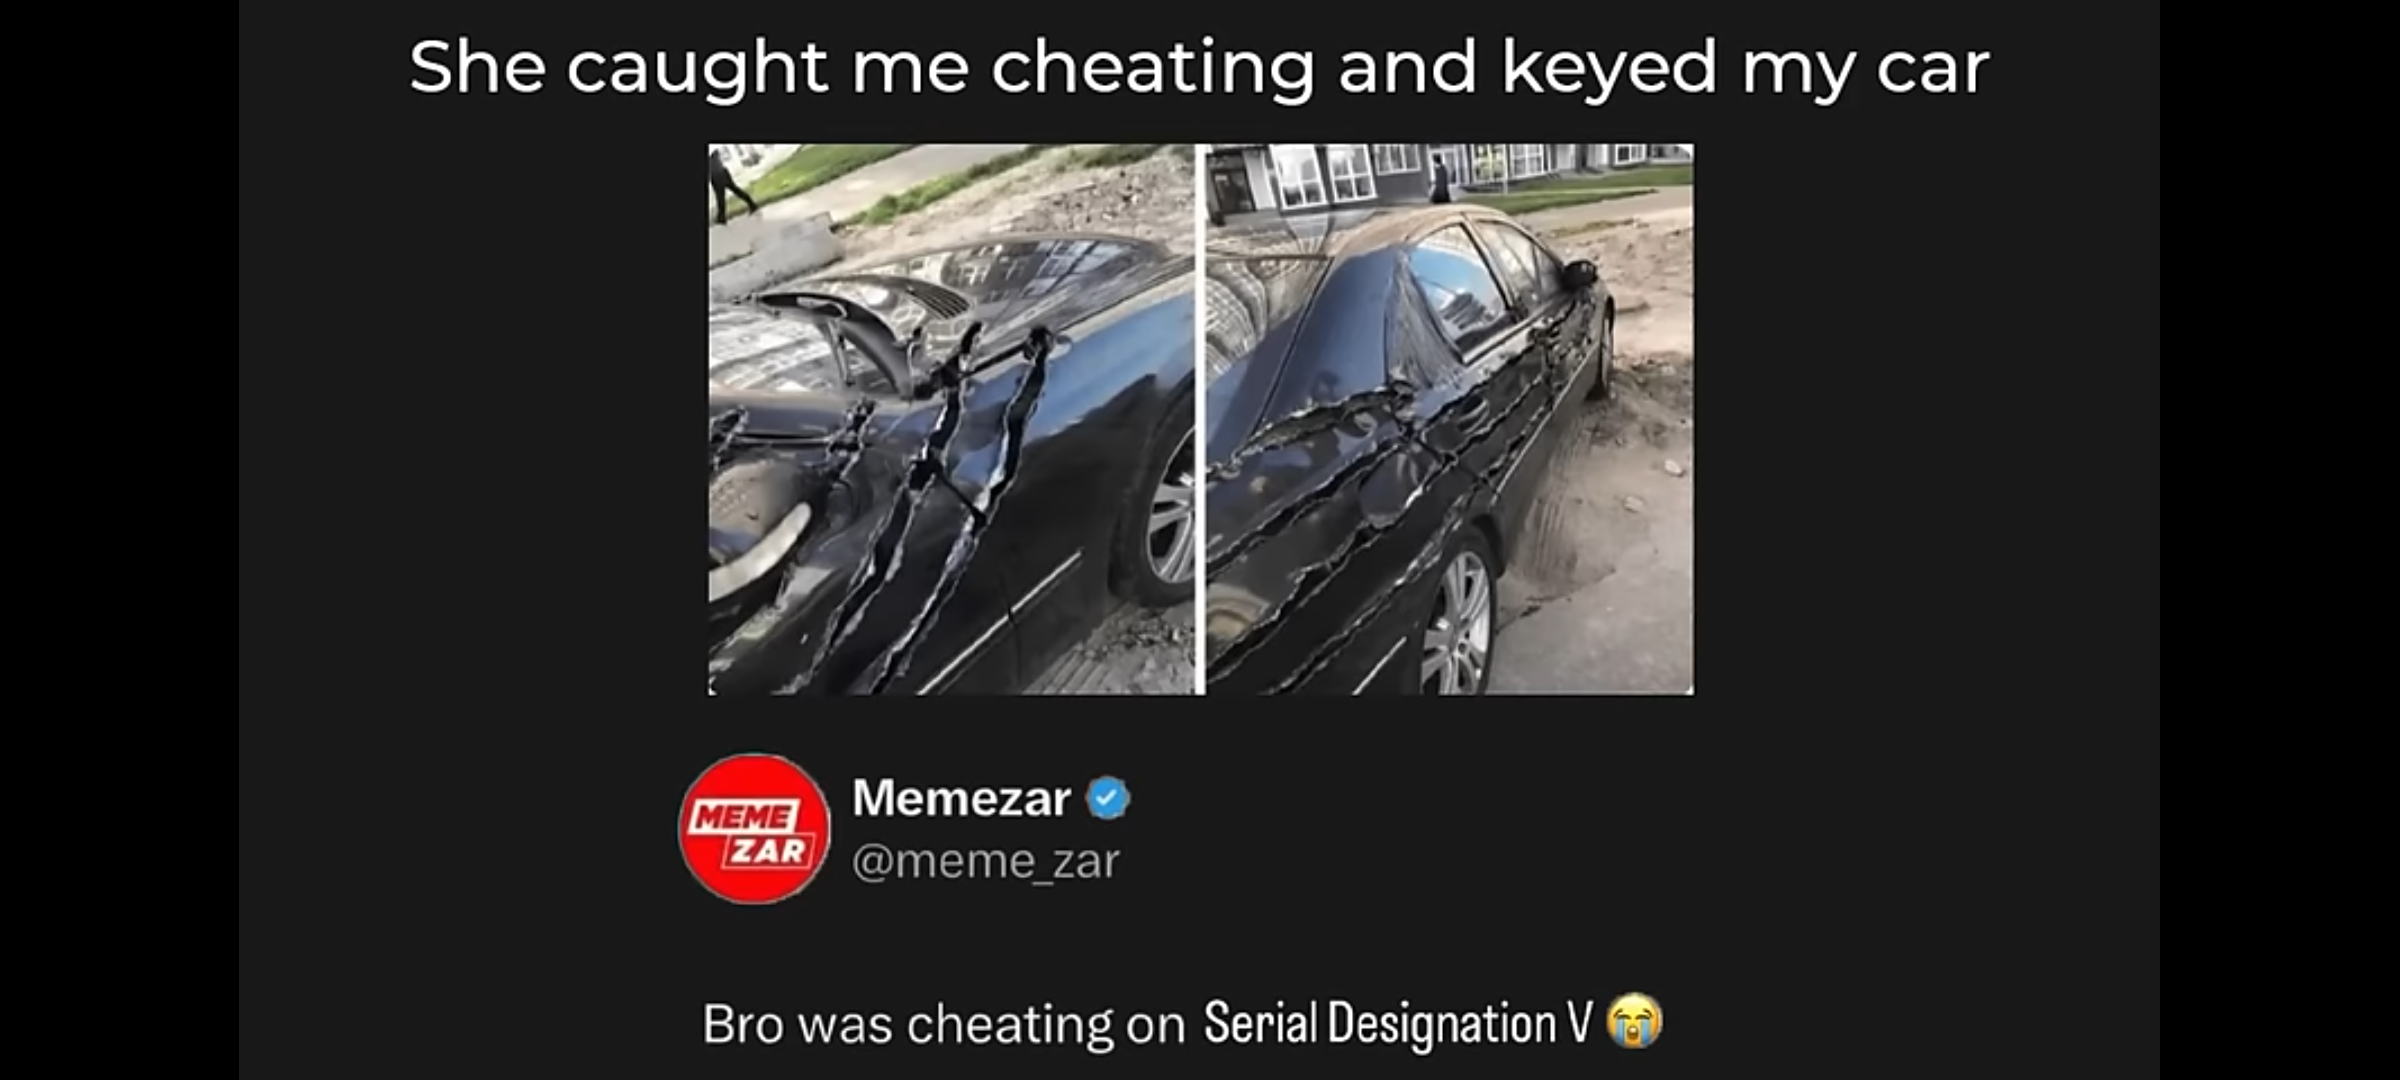 She caught me cheating and keyed my car
MEME
ZAR
Memezar
@meme_zar
Bro was cheating on Serial Designation V 😭